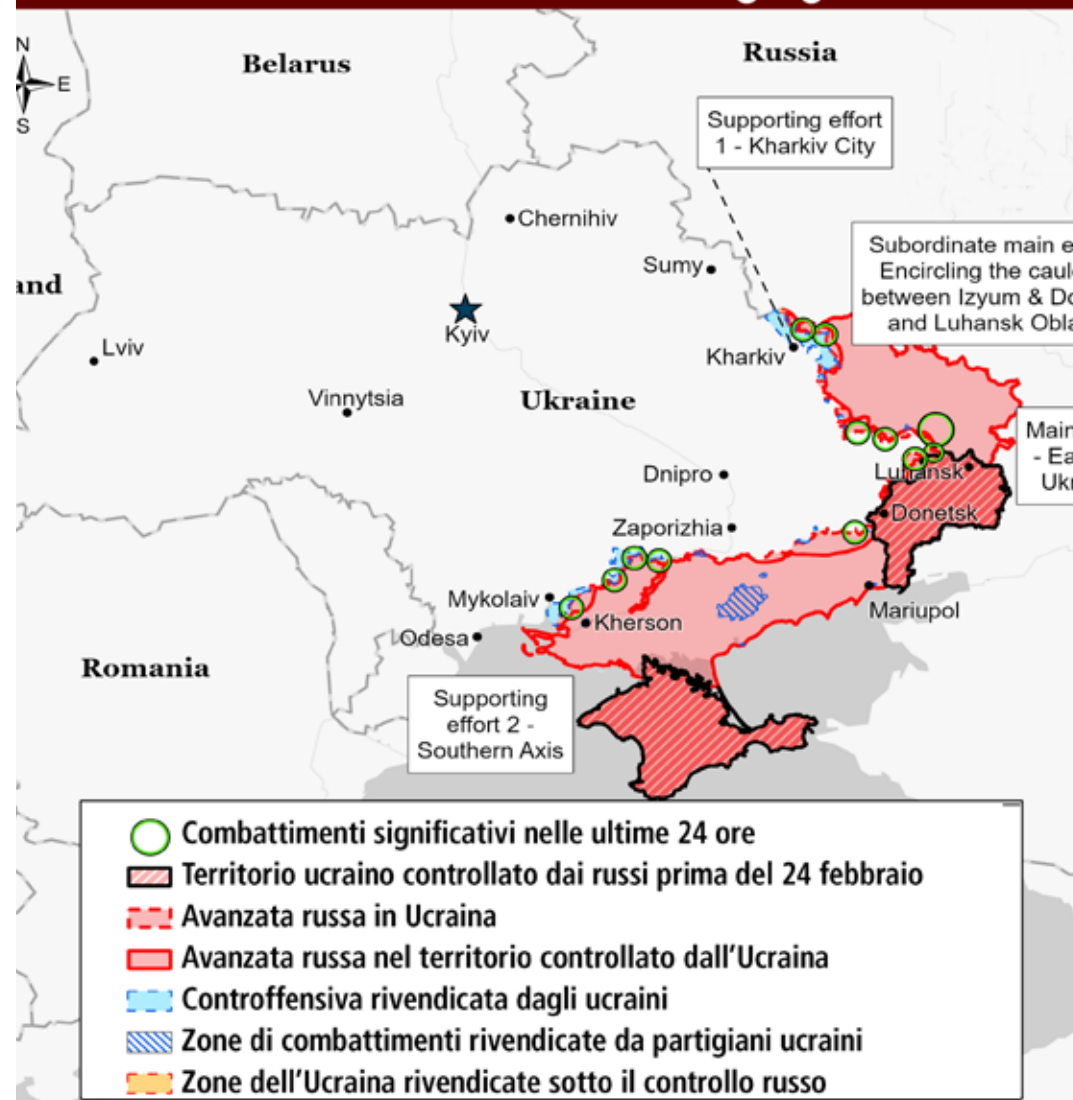 N
E
S
Belarus
Russia
Supporting effort
1 - Kharkiv City
Chernihiv
Subordinate main e
Encircling the caul
between Izyum & Do
and Luhansk Obla
Sumy
and
Kyiv
Lviv
Kharkiv
Vinnytsia
Ukraine
Main
- Ea
Ukr
Dnipro
Luhansk
Donetsk
Zaporizhia
Mykolaiv
Mariupol
Kherson
Odesa
Romania
Supporting
effort 2 -
Southern Axis
Combattimenti significativi nelle ultime 24 ore
Territorio ucraino controllato dai russi prima del 24 febbraio
Avanzata russa in Ucraina
Avanzata russa nel territorio controllato dall'Ucraina
Controffensiva rivendicata dagli ucraini
Zone di combattimenti rivendicate da partigiani ucraini
Zone dell'Ucraina rivendicate sotto il controllo russo